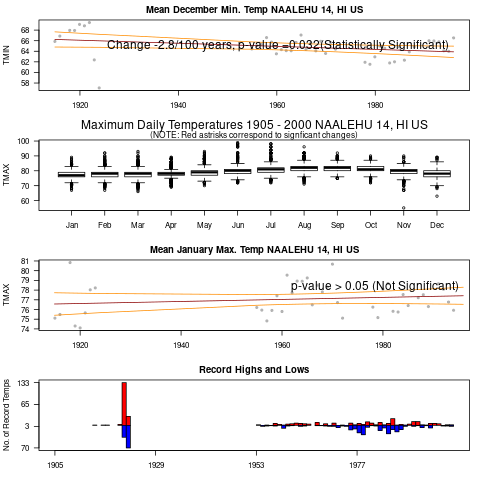 Mean December Min. Temp NAALEHU 14, HI US
TMIN
68
66
64
62
60
58
Change -2.8/100 years, p-value =0.032(Statistically Significant)
1920 1940 1960 1980
Maximum Daily Temperatures 1905 - 2000 NAALEHU 14, HI US
(NOTE: Red astrisks correspond to signficant changes)
TMAX
100
90
80
70
60
Jan Feb Mar Apr May Jun Jul Aug Sep Oct Nov Dec
Mean January Max. Temp NAALEHU 14, HI US
TMAX
81
80
79
78
77
76
75
74
p-value > 0.05 (Not Significant)
1920 1940 1960 1980
Record Highs and Lows
No. of Record Temps
133
65
3
70
1905 1929 1953 1977